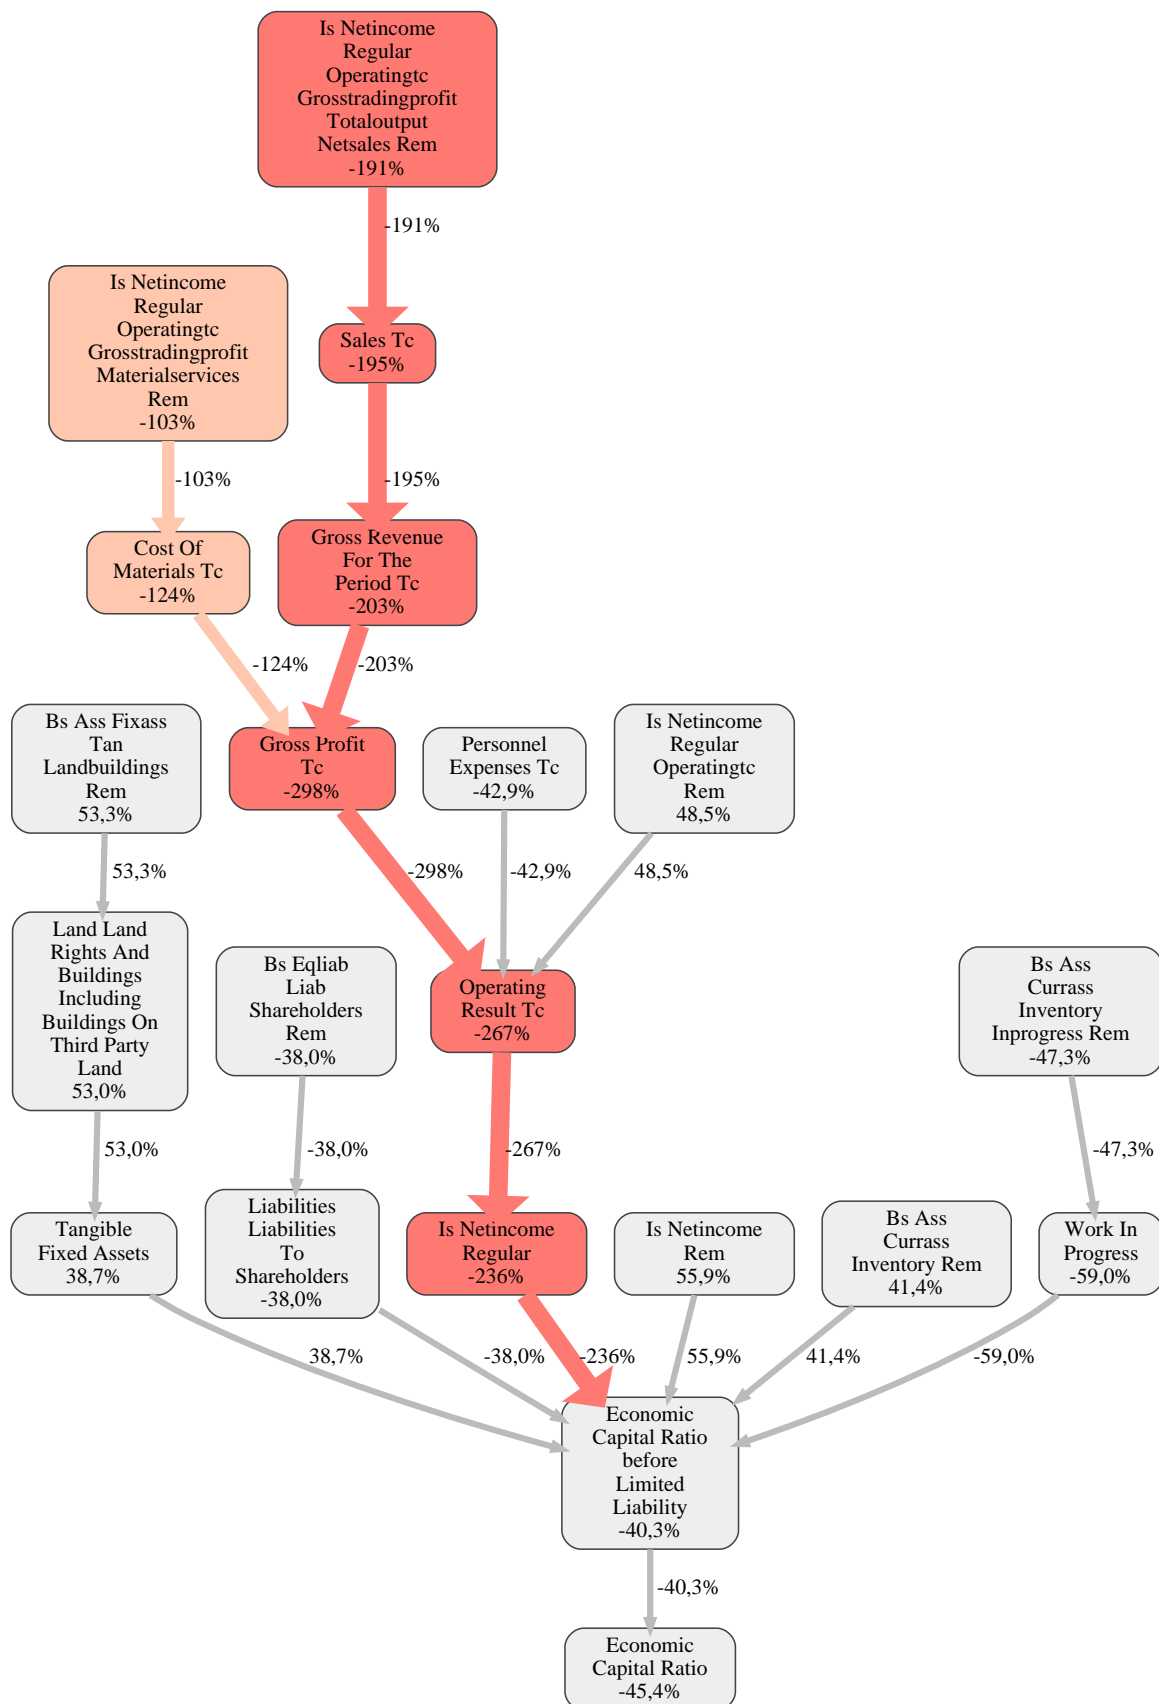 Is Netincome
Regular
Operatingtc
Grosstradingprofit
Totaloutput
Netsales Rem
-191%
-191%
Is Netincome
Regular
Operatingtc
Grosstradingprofit
Materialservices
Rem
-103%
Sales Tc
-195%
-103%
-195%
Cost Of
Materials Tc
-124%
Gross Revenue
For The
Period Tc
-203%
-124%
-203%
Bs Ass Fixass
Tan
Landbuildings
Rem
53,3%
Gross Profit
Tc
-298%
Personnel
Expenses Tc
-42,9%
Is Netincome
Regular
Operatingtc
Rem
48,5%
53,3%
-298%
-42,9%
48,5%
Land Land
Rights And
Buildings
Including
Buildings On
Third Party
Land
53,0%
Bs Eqliab
Liab
Shareholders
Rem
-38,0%
Operating
Result Tc
-267%
Bs Ass
Currass
Inventory
Inprogress Rem
-47,3%
53,0%
-38,0%
-267%
-47,3%
Tangible
Fixed Assets
38,7%
Liabilities
Liabilities
To
Shareholders
-38,0%
Is Netincome
Regular
-236%
Is Netincome
Rem
55,9%
Bs Ass
Currass
Inventory Rem
41,4%
Work In
Progress
-59,0%
38,7%
-38,0%
-236%
55,9%
41,4%
-59,0%
Economic
Capital Ratio
before
Limited
Liability
-40,3%
-40,3%
Economic
Capital Ratio
-45,4%